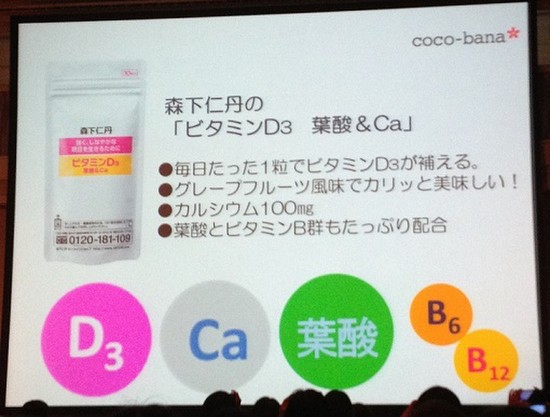 coco-bana*
森下仁丹の
「ビタミンD3 葉酸&Ca」
●毎日たった1粒でビタミンD3が補える。
●グレープフルーツ風味でカリッと美味しい!
●カルシウム100mg
●葉酸とビタミンB群もたっぷり配合
森下仁丹
ビタミンD3
葉酸&Ca
0120-181-109
D3
Ca
葉酸
B6
B12